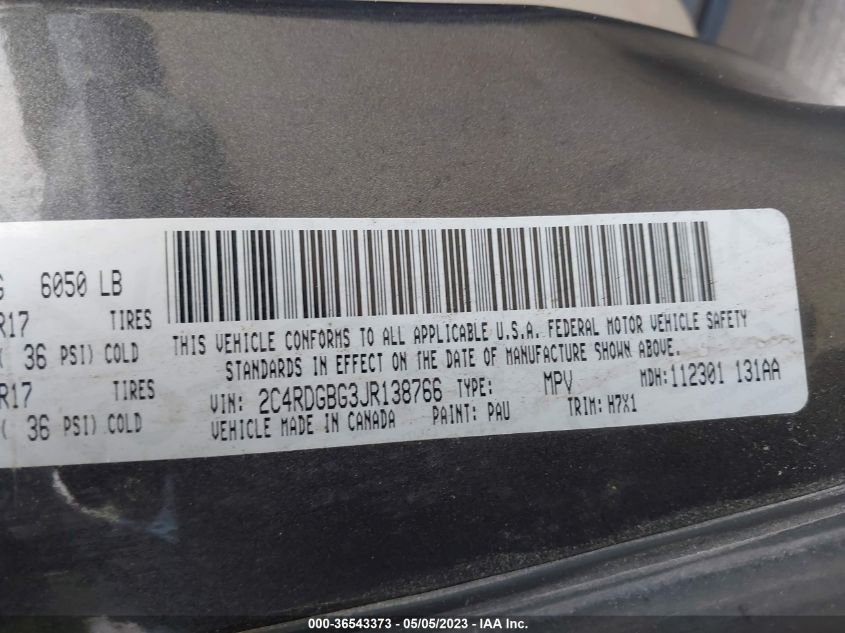 G 6050 LB
R17 TIRES
( 36 PSI) COLD
R17 TIRES
( 36 PSI) COLD
THIS VEHICLE CONFORMS TO ALL APPLICABLE U.S.A. FEDERAL MOTOR VEHICLE SAFETY
STANDARDS IN EFFECT ON THE DATE OF MANUFACTURE SHOWN ABOVE.
VIN: 2C4RDGBG3JR138766 TYPE: MPV MDH:112301 131AA
VEHICLE MADE IN CANADA PAINT: PAU TRIM: H7X1
000-36543373 - 05/05/2023 - IAA Inc.